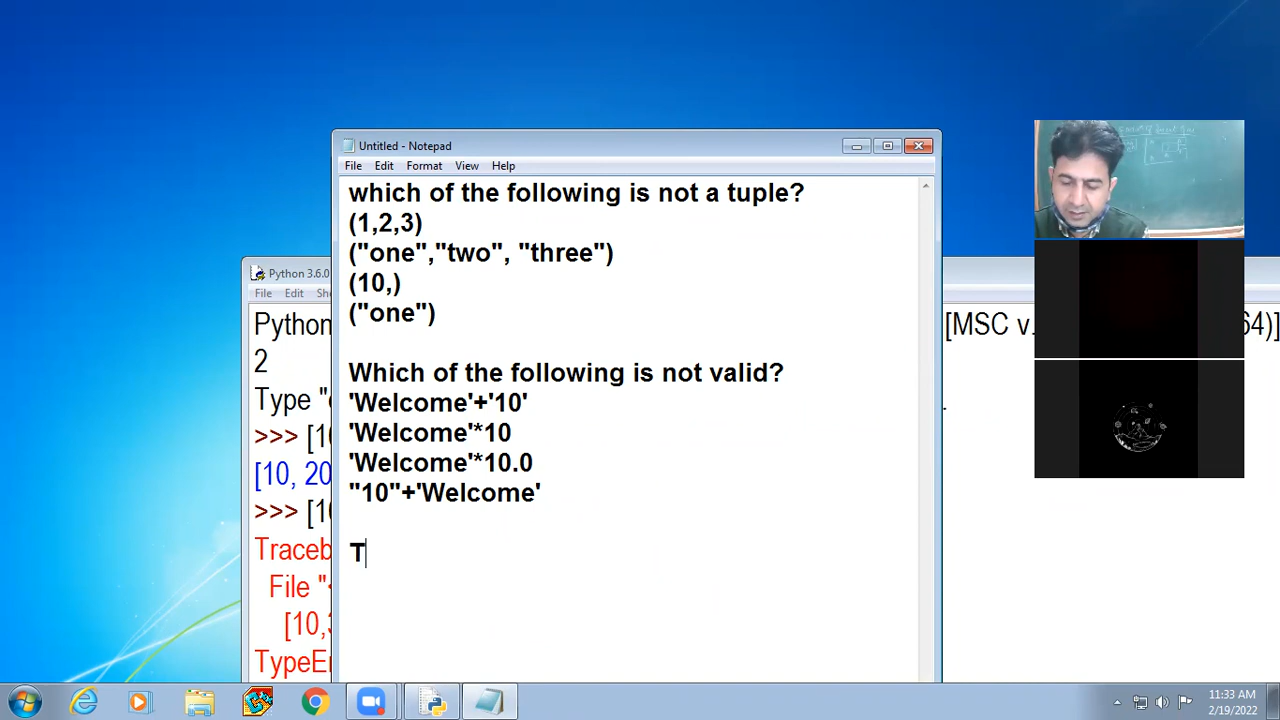 Untitled - Notepad
File Edit Format View Help
which of the following is not a tuple?
(1,2,3)
("one","two", "three")
(10,)
("one")
Which of the following is not valid?
'Welcome'+'10'
'Welcome'*10
'Welcome'*10.0
"10"+'Welcome'
T
Python 3.6.0
File Edit
Python [MSC v.
2
Type
>>> [10
[10, 20
>>> [10
Traceb
File
[10,
TypeEr
11:33 AM
2/19/2022